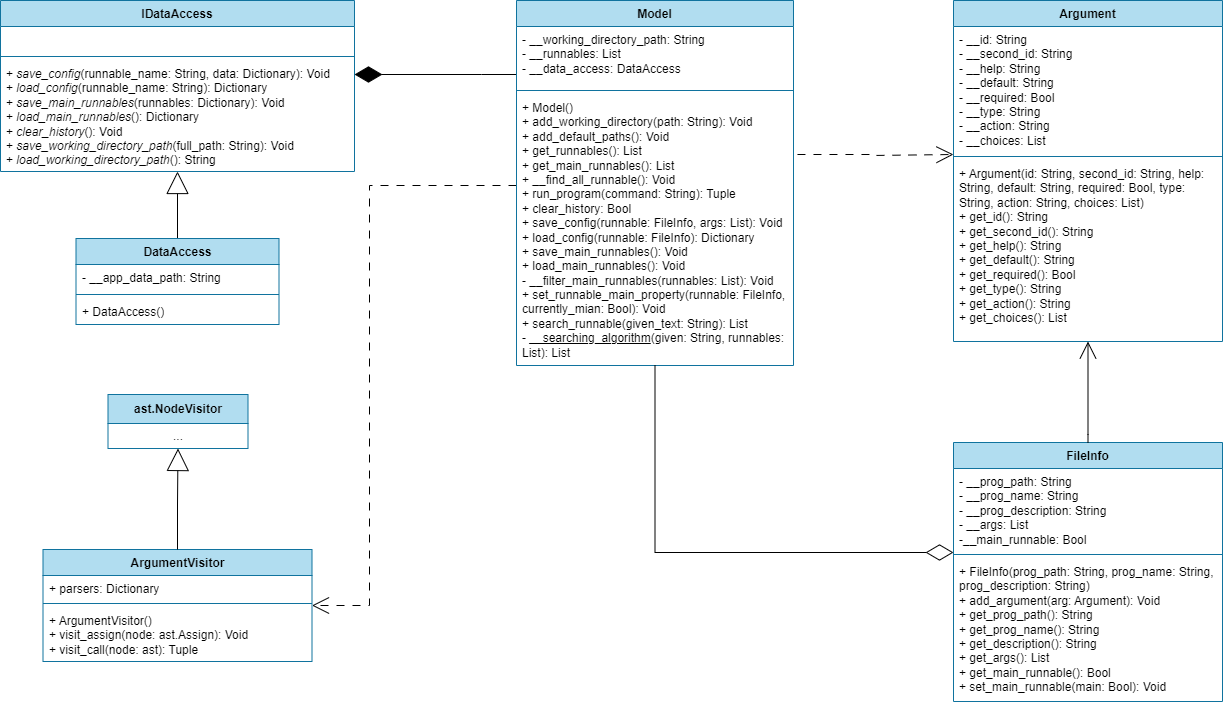 IDataAccess
+ save_config(runnable_name: String, data: Dictionary): Void
+ load_config(runnable_name: String): Dictionary
+ save_main_runnables(runnables: Dictionary): Void
+ load_main_runnables(): Dictionary
+ clear_history(): Void
+ save_working_directory_path(full_path: String): Void
+ load_working_directory_path(): String
DataAccess
- __app_data_path: String
+ DataAccess()
ast.NodeVisitor
...
ArgumentVisitor
+ parsers: Dictionary
+ ArgumentVisitor()
+ visit_assign(node: ast.Assign): Void
+ visit_call(node: ast): Tuple
Model
- __working_directory_path: String
- __runnables: List
- __data_access: DataAccess
+ Model()
+ add_working_directory(path: String): Void
+ add_default_paths(): Void
+ get_runnables(): List
+ get_main_runnables(): List
+ __find_all_runnable(): Void
+ run_program(command: String): Tuple
+ clear_history: Bool
+ save_config(runnable: FileInfo, args: List): Void
+ load_config(runnable: FileInfo): Dictionary
+ save_main_runnables(): Void
+ load_main_runnables(): Void
- __filter_main_runnables(runnables: List): Void
+ set_runnable_main_property(runnable: FileInfo,
currently_mian: Bool): Void
+ search_runnable(given_text: String): List
- __searching_algorithm(given: String, runnables:
List): List
Argument
- __id: String
- __second_id: String
- __help: String
- __default: String
- __required: Bool
- __type: String
- __action: String
- __choices: List
+ Argument(id: String, second_id: String, help:
String, default: String, required: Bool, type:
String, action: String, choices: List)
+ get_id(): String
+ get_second_id(): String
+ get_help(): String
+ get_default(): String
+ get_required(): Bool
+ get_type(): String
+ get_action(): String
+ get_choices(): List
FileInfo
- __prog_path: String
- __prog_name: String
- __prog_description: String
- __args: List
-__main_runnable: Bool
+ FileInfo(prog_path: String, prog_name: String,
prog_description: String)
+ add_argument(arg: Argument): Void
+ get_prog_path(): String
+ get_prog_name(): String
+ get_description(): String
+ get_args(): List
+ get_main_runnable(): Bool
+ set_main_runnable(main: Bool): Void